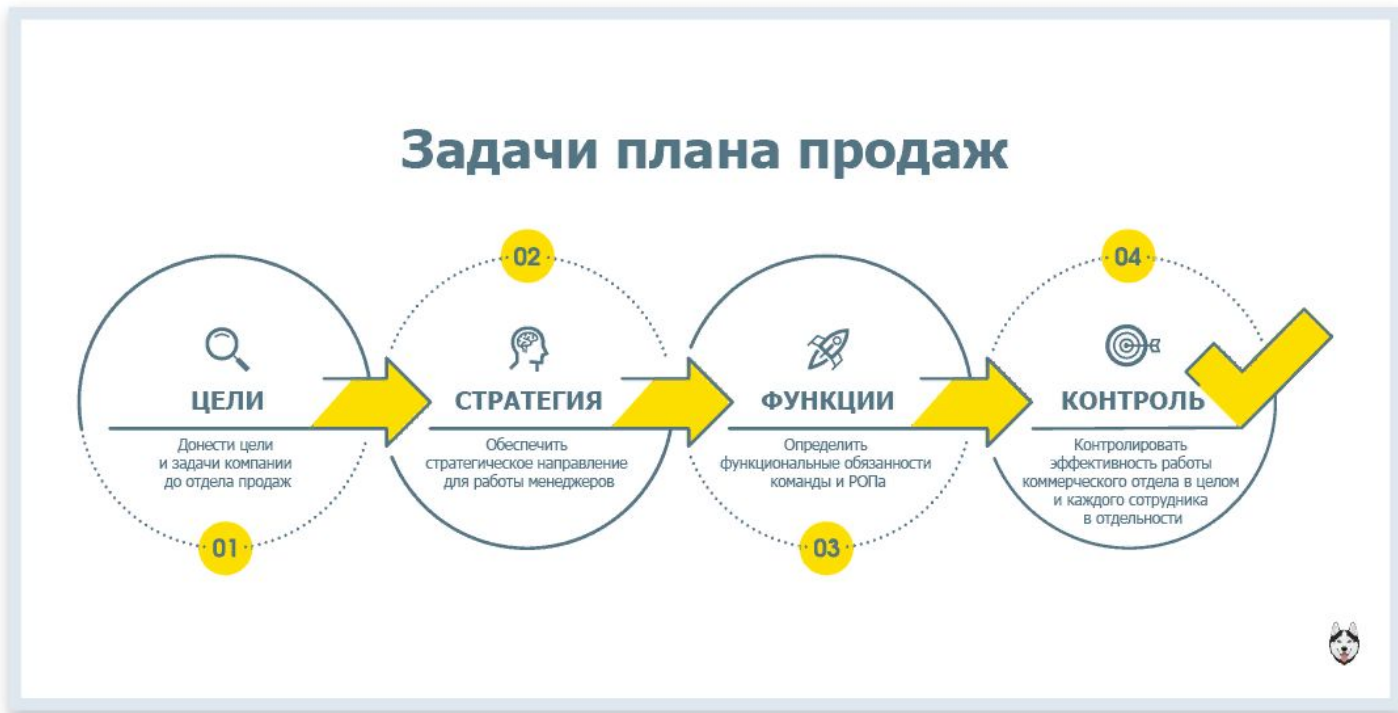 Задачи плана продаж
01
ЦЕЛИ
Донести цели
и задачи компании
до отдела продаж
02
СТРАТЕГИЯ
Обеспечить
стратегическое направление
для работы менеджеров
03
ФУНКЦИИ
Определить
функциональные обязанности
команды и РОПа
04
КОНТРОЛЬ
Контролировать
эффективность работы
коммерческого отдела в целом
и каждого сотрудника
в отдельности